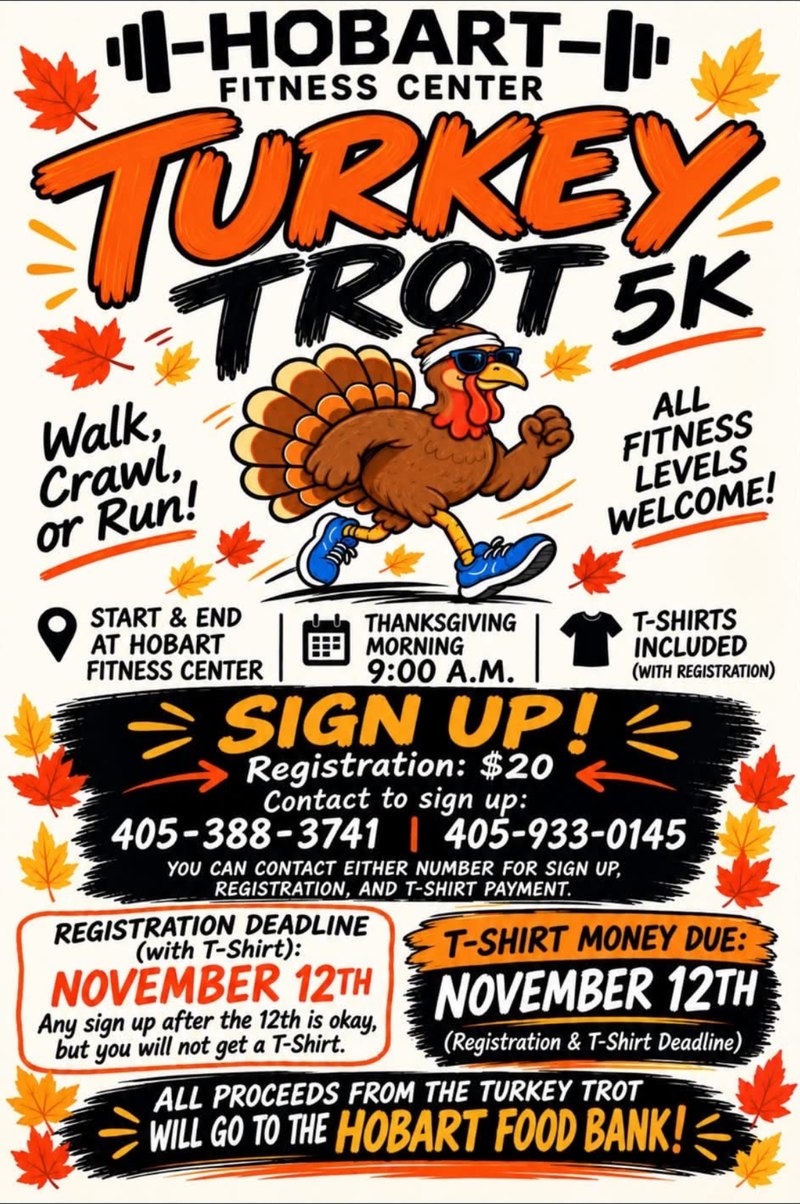 HOBART
FITNESS CENTER
TURKEY
TROT 5K
Walk,
Crawl,
or Run!
ALL
FITNESS
LEVELS
WELCOME!
START & END
AT HOBART
FITNESS CENTER
THANKSGIVING
MORNING
9:00 A.M.
T-SHIRTS
INCLUDED
(WITH REGISTRATION)
SIGN UP!
Registration: $20
Contact to sign up:
405-388-3741 | 405-933-0145
YOU CAN CONTACT EITHER NUMBER FOR SIGN UP,
REGISTRATION, AND T-SHIRT PAYMENT.
REGISTRATION DEADLINE
(with T-Shirt):
NOVEMBER 12TH
Any sign up after the 12th is okay,
but you will not get a T-Shirt.
T-SHIRT MONEY DUE:
NOVEMBER 12TH
(Registration & T-Shirt Deadline)
ALL PROCEEDS FROM THE TURKEY TROT
WILL GO TO THE HOBART FOOD BANK!